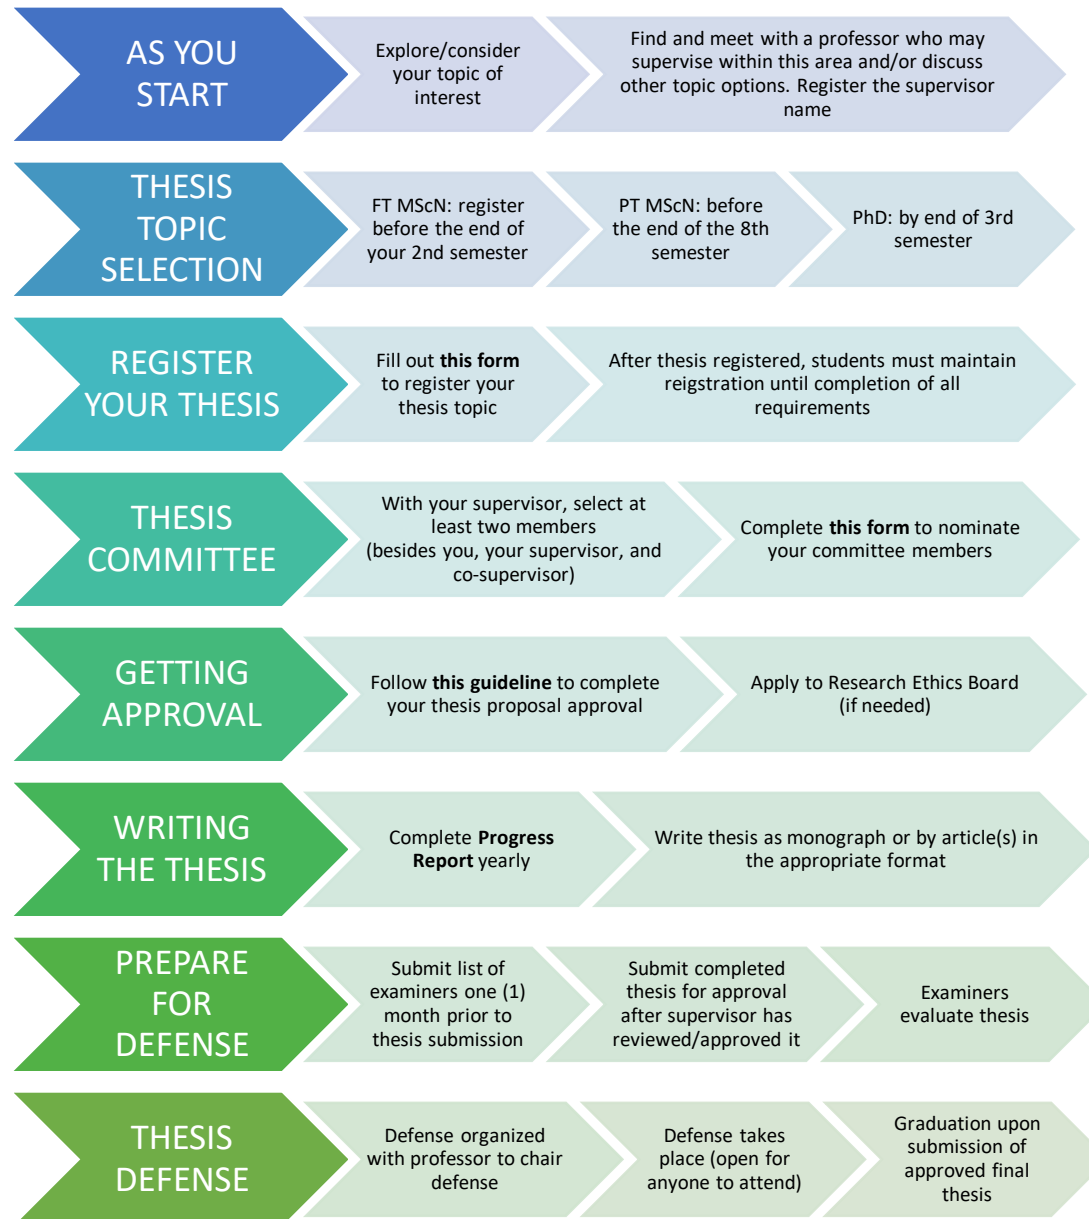 AS YOU
START
Explore/consider
your topic of
interest
Find and meet with a professor who may
supervise within this area and/or discuss
other topic options. Register the supervisor
name
THESIS
TOPIC
SELECTION
FT MScN: register
before the end of
your 2nd semester
PT MScN: before
the end of the 8th
semester
PhD: by end of 3rd
semester
REGISTER
YOUR THESIS
Fill out this form
to register your
thesis topic
After thesis registered, students must maintain
reigstration until completion of all
requirements
THESIS
COMMITTEE
With your supervisor, select at
least two members
(besides you, your supervisor, and
co-supervisor)
Complete this form to nominate
your committee members
GETTING
APPROVAL
Follow this guideline to complete
your thesis proposal approval
Apply to Research Ethics Board
(if needed)
WRITING
THE THESIS
Complete Progress
Report yearly
Write thesis as monograph or by article(s) in
the appropriate format
PREPARE
FOR
DEFENSE
Submit list of
examiners one (1)
month prior to
thesis submission
Submit completed
thesis for approval
after supervisor has
reviewed/approved it
Examiners
evaluate thesis
THESIS
DEFENSE
Defense organized
with professor to chair
defense
Defense takes
place (open for
anyone to attend)
Graduation upon
submission of
approved final
thesis